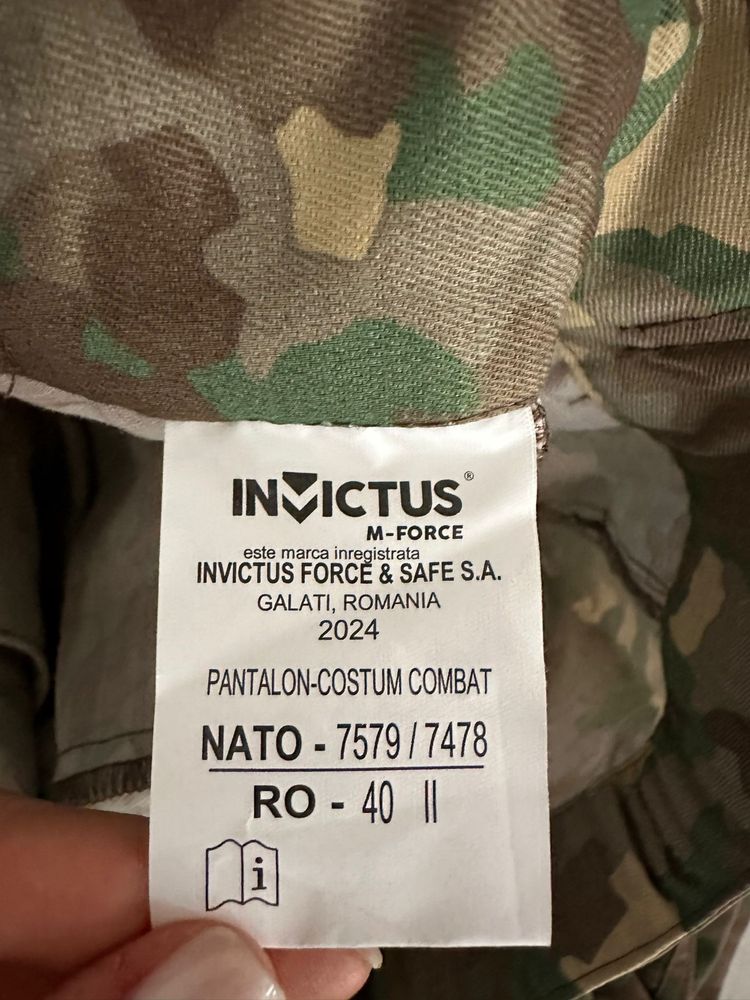 INVICTUS®
M-FORCE
este marca inregistrata
INVICTUS FORCE & SAFE S.A.
GALATI, ROMANIA
2024
PANTALON-COSTUM COMBAT
NATO - 7579 / 7478
RO - 40 II
i